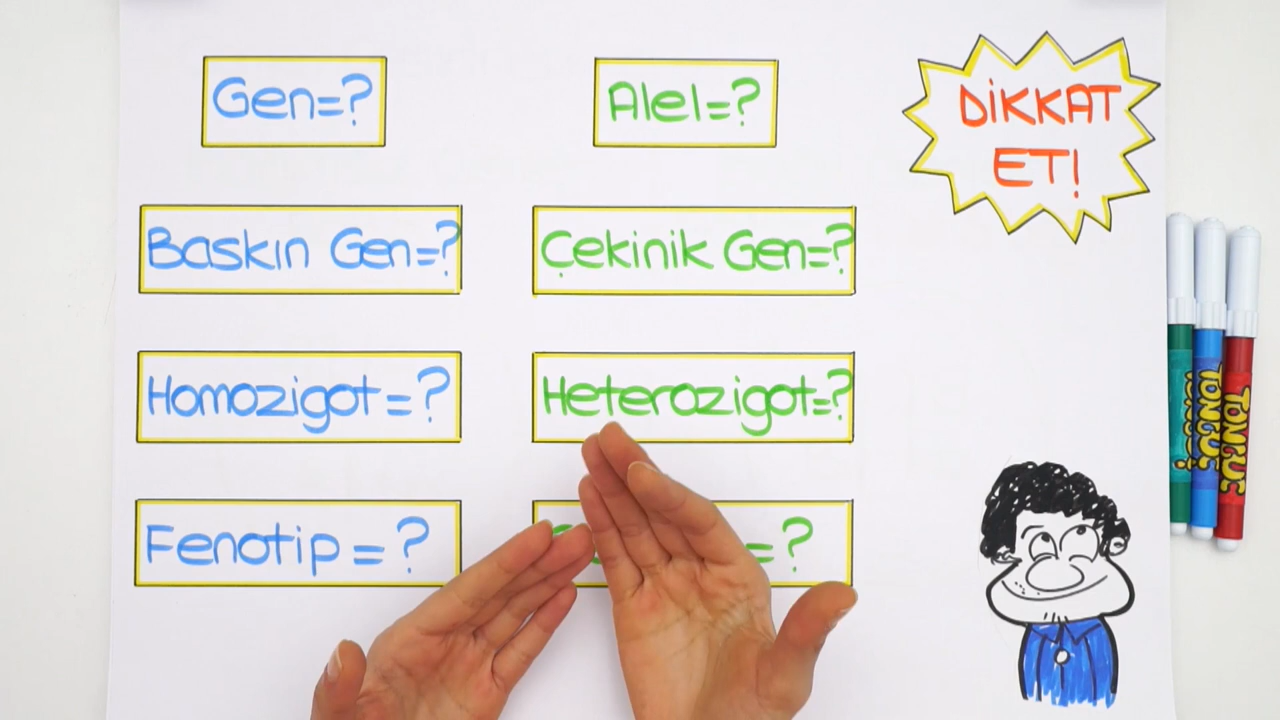 Gen=?
Alel=?
DİKKAT
ET!
Baskın Gen=?
Çekinik Gen=?
Homozigot=?
Heterozigot=?
Fenotip=?
=?
TONGUÇ
TONGUÇ